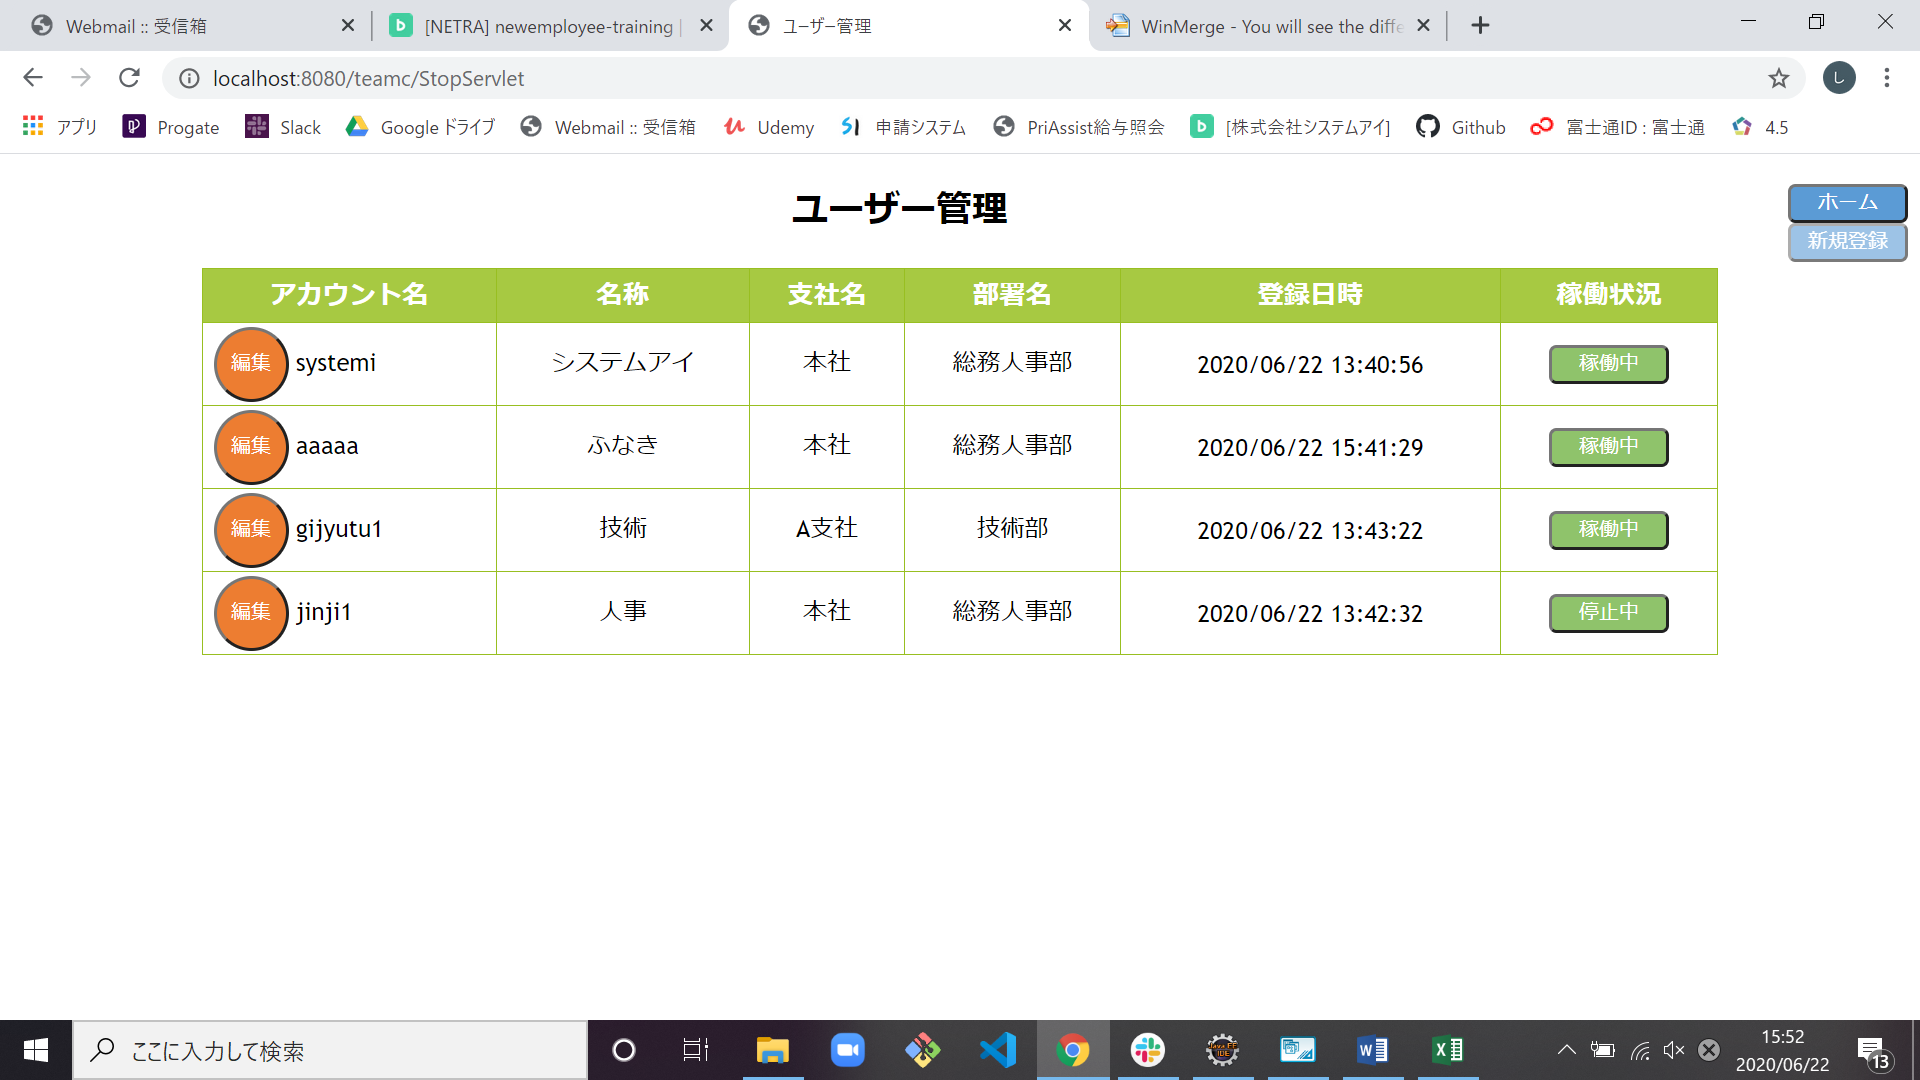 Webmail :: 受信箱
[NETRA] newemployee-training |
ユーザー管理
WinMerge - You will see the diffe
localhost:8080/teamc/StopServlet
し
アプリ
Progate
Slack
Google ドライブ
Webmail :: 受信箱
Udemy
申請システム
PriAssist給与照会
[株式会社システムアイ]
Github
富士通ID : 富士通
4.5
ユーザー管理
ホーム
新規登録
アカウント名 名称 支社名 部署名 登録日時 稼働状況
編集 systemi システムアイ 本社 総務人事部 2020/06/22 13:40:56 稼働中
編集 aaaaa ふなき 本社 総務人事部 2020/06/22 15:41:29 稼働中
編集 gijyutu1 技術 A支社 技術部 2020/06/22 13:43:22 稼働中
編集 jinji1 人事 本社 総務人事部 2020/06/22 13:42:32 停止中
ここに入力して検索
15:52
2020/06/22
13